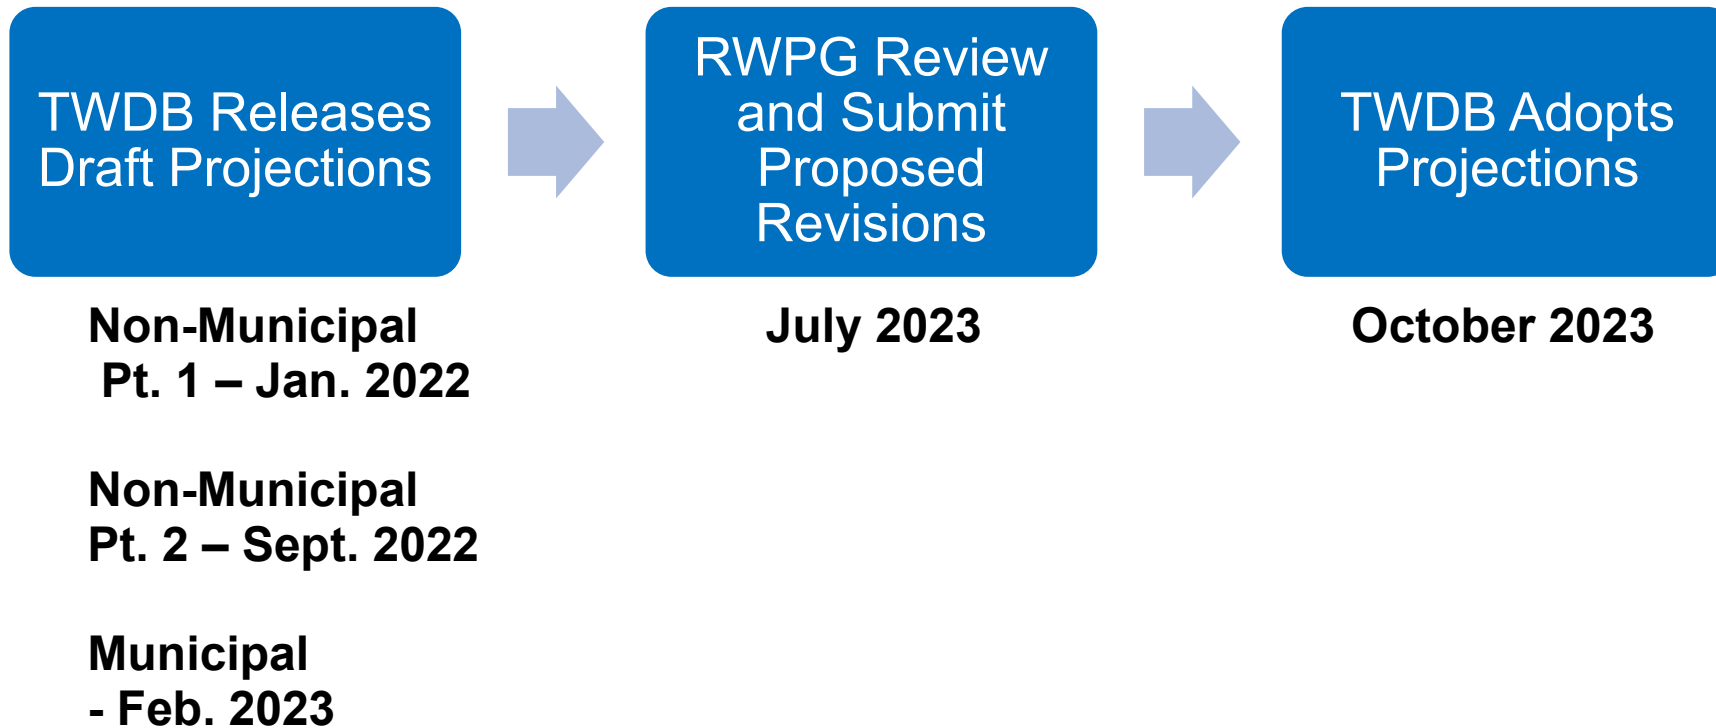 TWDB Releases
Draft Projections
RWPG Review
and Submit
Proposed
Revisions
TWDB Adopts
Projections
Non-Municipal
Pt. 1 – Jan. 2022
Non-Municipal
Pt. 2 – Sept. 2022
Municipal
- Feb. 2023
July 2023
October 2023